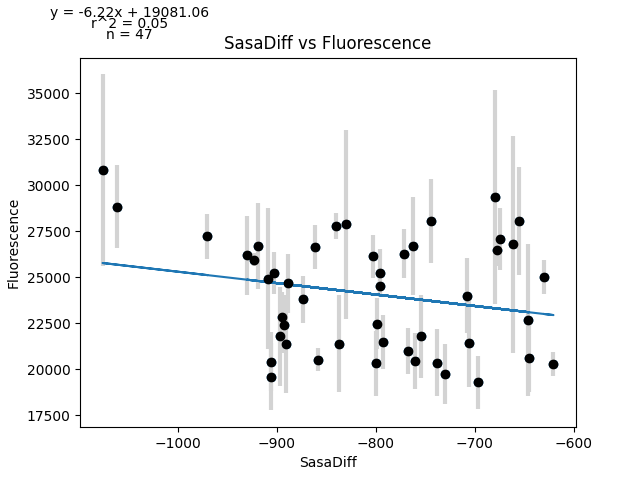 y = -6.22x + 19081.06
r^2 = 0.05
n = 47
SasaDiff vs Fluorescence
35000
32500
30000
27500
25000
22500
20000
17500
Fluorescence
−1000
−900
−800
−700
−600
SasaDiff